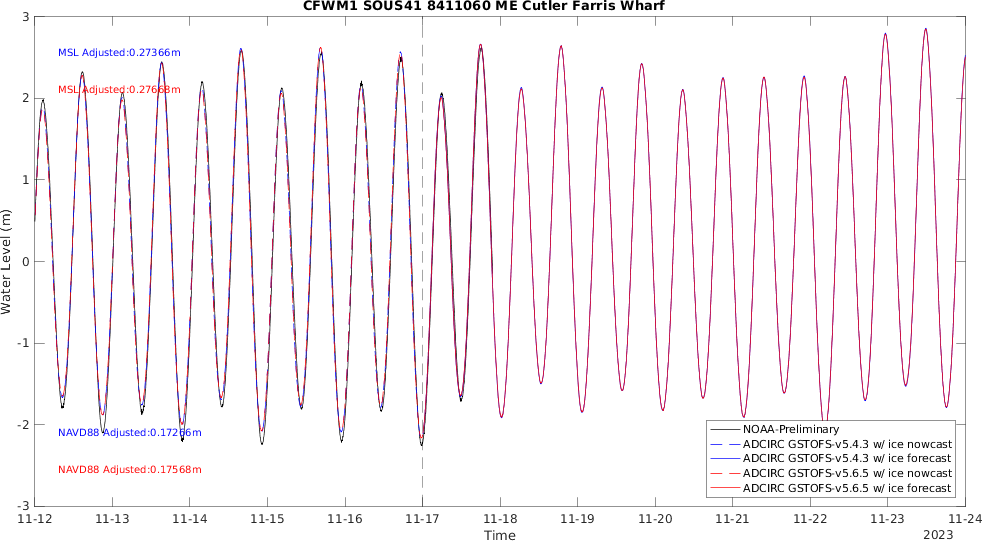 CFWM1 SOUS41 8411060 ME Cutler Farris Wharf
3
2
1
0
-1
-2
-3
Water Level (m)
MSL Adjusted:0.27366m
MSL Adjusted:0.27668m
NAVD88 Adjusted:0.17266m
NAVD88 Adjusted:0.17568m
NOAA-Preliminary
ADCIRC GSTOFS-v5.4.3 w/ ice nowcast
ADCIRC GSTOFS-v5.4.3 w/ ice forecast
ADCIRC GSTOFS-v5.6.5 w/ ice nowcast
ADCIRC GSTOFS-v5.6.5 w/ ice forecast
11-12 11-13 11-14 11-15 11-16 11-17 11-18 11-19 11-20 11-21 11-22 11-23 11-24
Time
2023